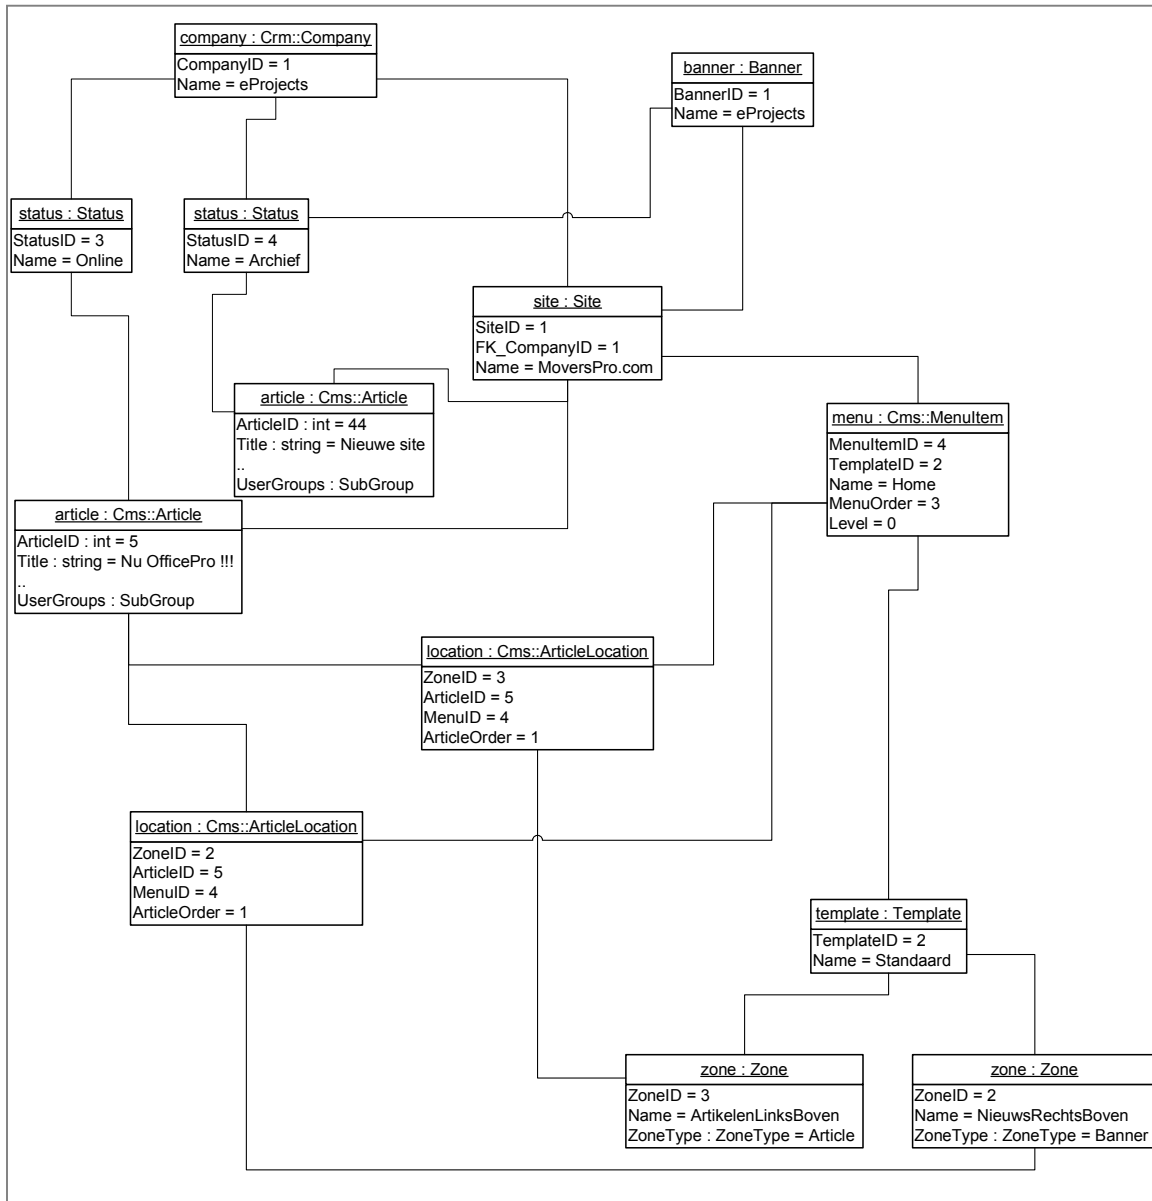 company : Crm::Company
CompanyID = 1
Name = eProjects
banner : Banner
BannerID = 1
Name = eProjects
status : Status
StatusID = 3
Name = Online
status : Status
StatusID = 4
Name = Archief
site : Site
SiteID = 1
FK_CompanyID = 1
Name = MoversPro.com
article : Cms::Article
ArticleID : int = 44
Title : string = Nieuwe site
..
UserGroups : SubGroup
menu : Cms::MenuItem
MenuItemID = 4
TemplateID = 2
Name = Home
MenuOrder = 3
Level = 0
article : Cms::Article
ArticleID : int = 5
Title : string = Nu OfficePro !!!
..
UserGroups : SubGroup
location : Cms::ArticleLocation
ZoneID = 3
ArticleID = 5
MenuID = 4
ArticleOrder = 1
location : Cms::ArticleLocation
ZoneID = 2
ArticleID = 5
MenuID = 4
ArticleOrder = 1
template : Template
TemplateID = 2
Name = Standaard
zone : Zone
ZoneID = 3
Name = ArtikelenLinksBoven
ZoneType : ZoneType = Article
zone : Zone
ZoneID = 2
Name = NieuwsRechtsBoven
ZoneType : ZoneType = Banner